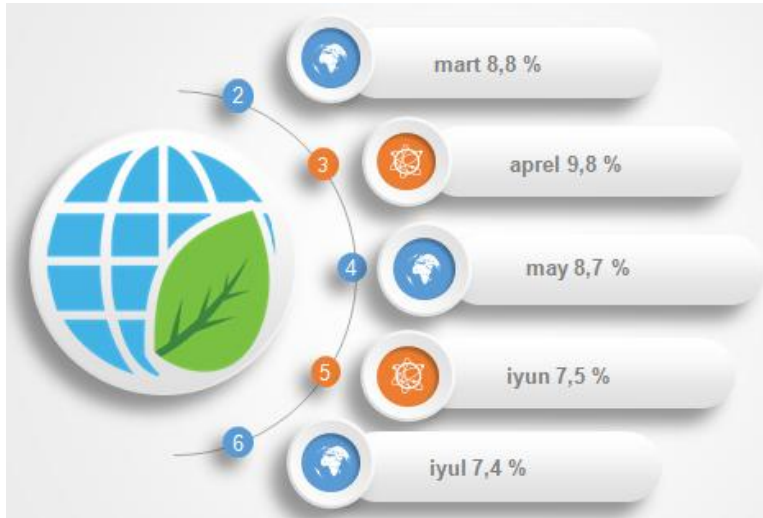 2
mart 8,8 %
3
aprel 9,8 %
4
may 8,7 %
5
iyun 7,5 %
6
iyul 7,4 %